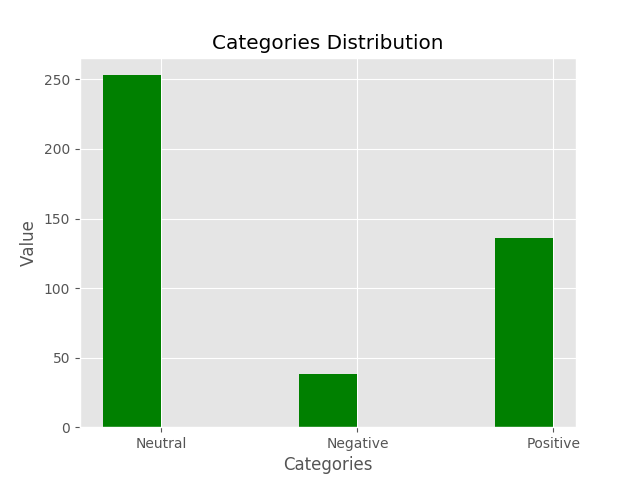 Categories Distribution
250
200
150
100
50
0
Value
Neutral
Negative
Positive
Categories